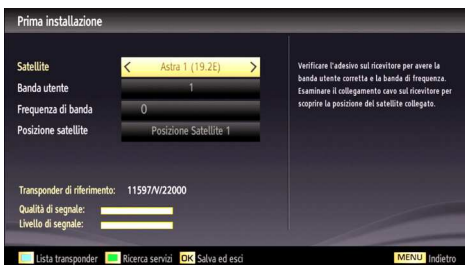 Prima installazione
Satellite
Astra 1 (19.2E)
Banda utente
1
Frequenza di banda
0
Posizione satellite
Posizione Satellite 1
Verificare l'adesivo sul ricevitore per avere la
banda utente corretta e la banda di frequenza.
Esaminare il collegamento cavo sul ricevitore per
scoprire la posizione del satellite collegato.
Transponder di riferimento: 11597/V/22000
Qualità di segnale:
Livello di segnale:
Lista transponder Ricerca servizi OK Salva ed esci MENU Indietro